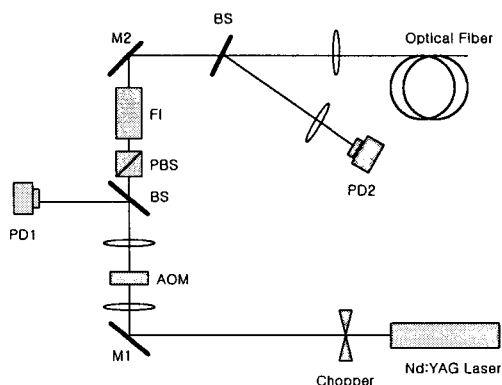 BS
M2
Optical Fiber
FI
PBS
BS
PD2
PD1
AOM
M1
Nd:YAG Laser
Chopper